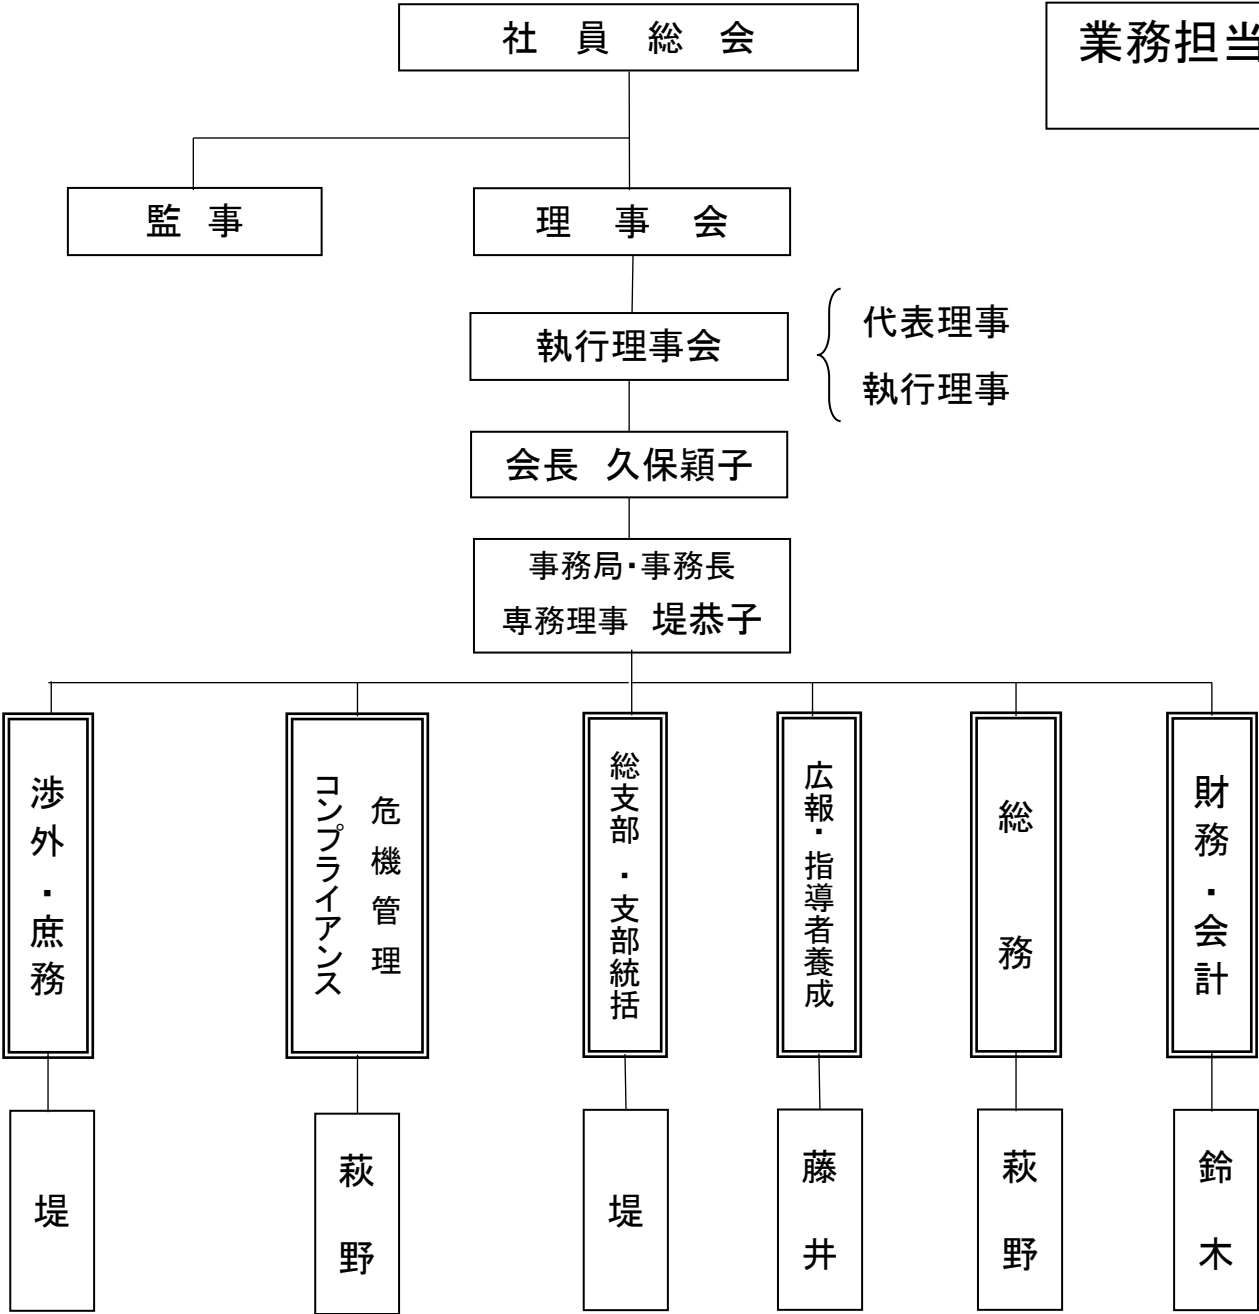 社員総会
業務担当
監事
理事会
執行理事会
代表理事
執行理事
会長 久保穎子
事務局・事務長
専務理事 堤恭子
渉外・庶務
危機管理
コンプライアンス
総支部・支部統括
広報・指導者養成
総務
財務・会計
堤
萩野
堤
藤井
萩野
鈴木